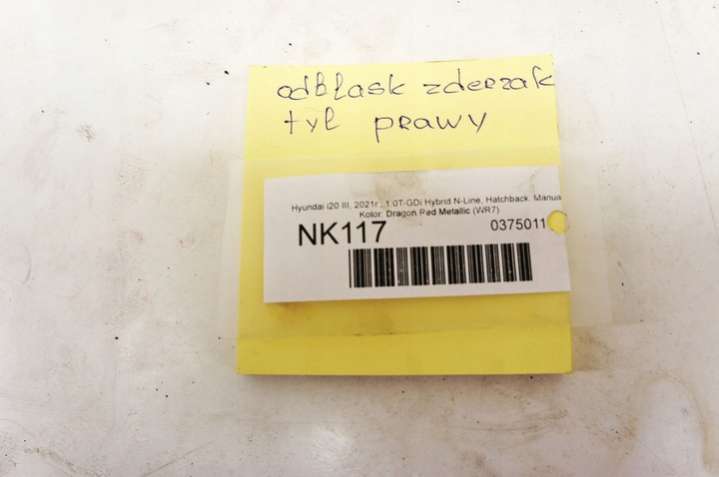 odblask zderzak
tył prawy
Hyundai i20 III, 2021r., 1.0T-GDi Hybrid N-Line, Hatchback. Manua
Kolor: Dragon Red Metallic (WR7)
NK117 0375011